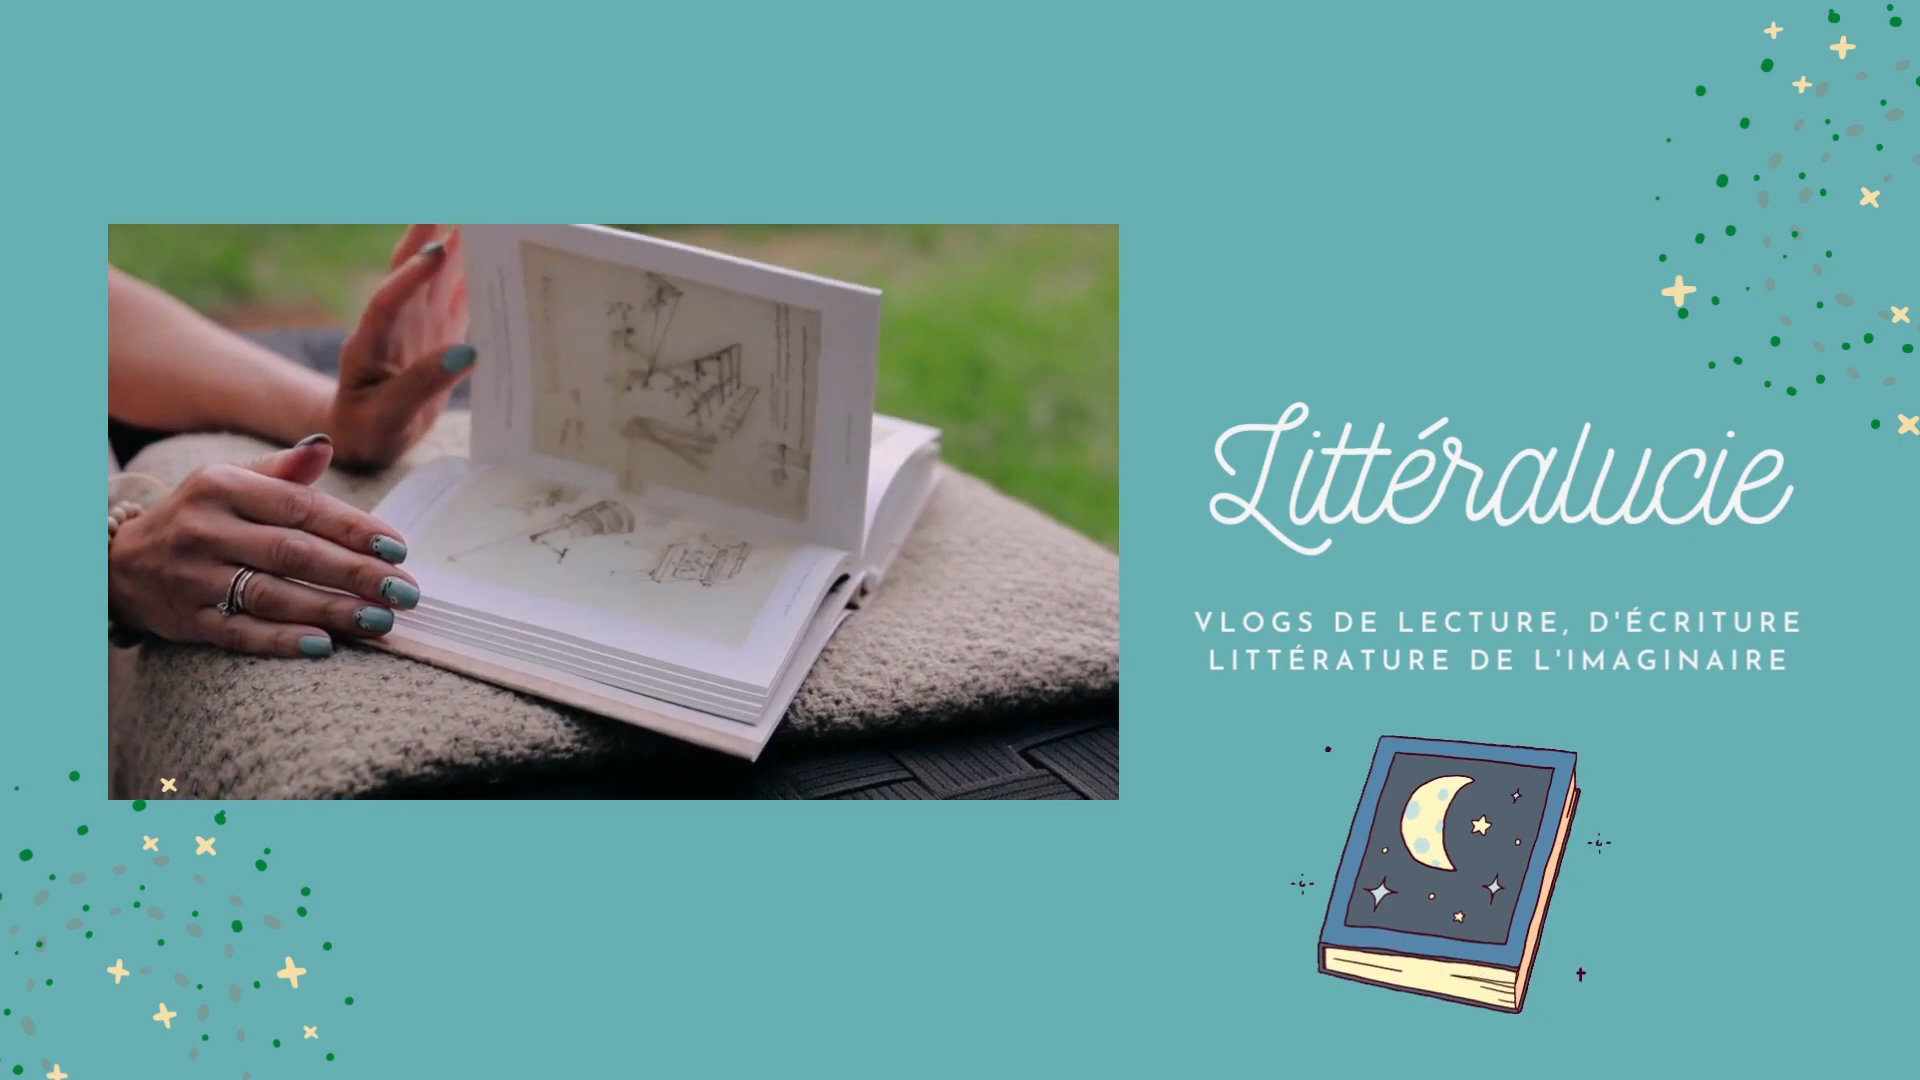 Littéralucie
VLOGS DE LECTURE, D'ÉCRITURE
LITTÉRATURE DE L'IMAGINAIRE